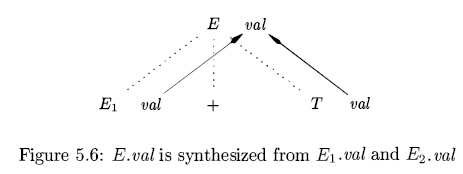 E val
E₁ val + T val
Figure 5.6: E.val is synthesized from E₁.val and E₂.val